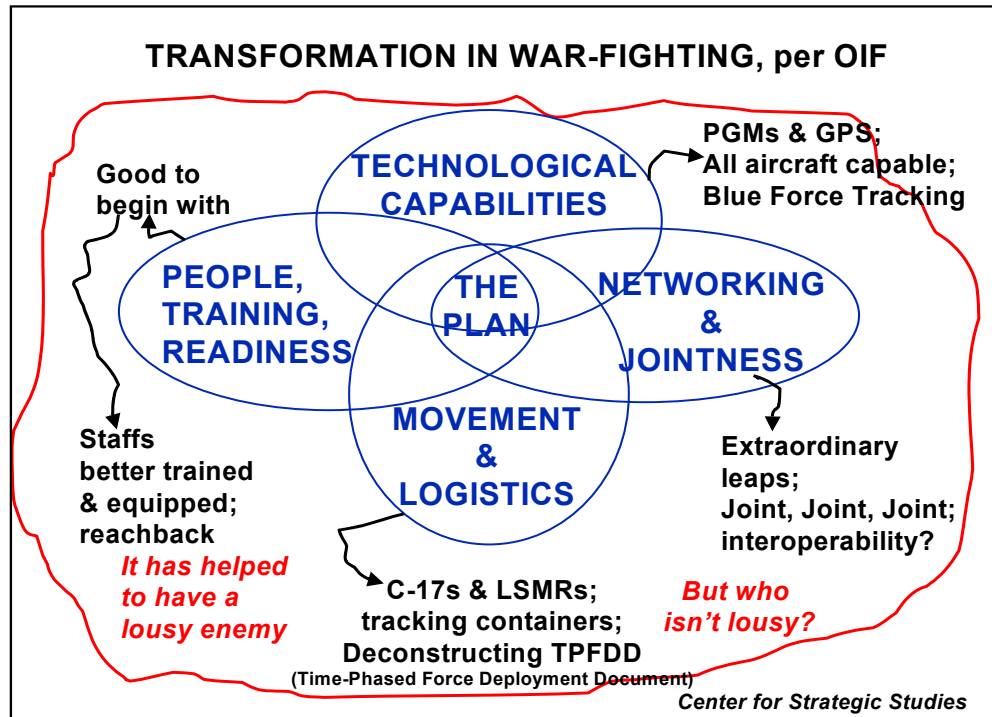 TRANSFORMATION IN WAR-FIGHTING, per OIF
TECHNOLOGICAL
CAPABILITIES
PGMs & GPS;
All aircraft capable;
Blue Force Tracking
Good to
begin with
PEOPLE,
TRAINING,
READINESS
THE
PLAN
NETWORKING
&
JOINTNESS
MOVEMENT
&
LOGISTICS
Staffs
better trained
& equipped;
reachback
It has helped
to have a
lousy enemy
Extraordinary
leaps;
Joint, Joint, Joint;
interoperability?
C-17s & LSMRs;
tracking containers;
Deconstructing TPFDD
(Time-Phased Force Deployment Document)
But who
isn't lousy?
Center for Strategic Studies